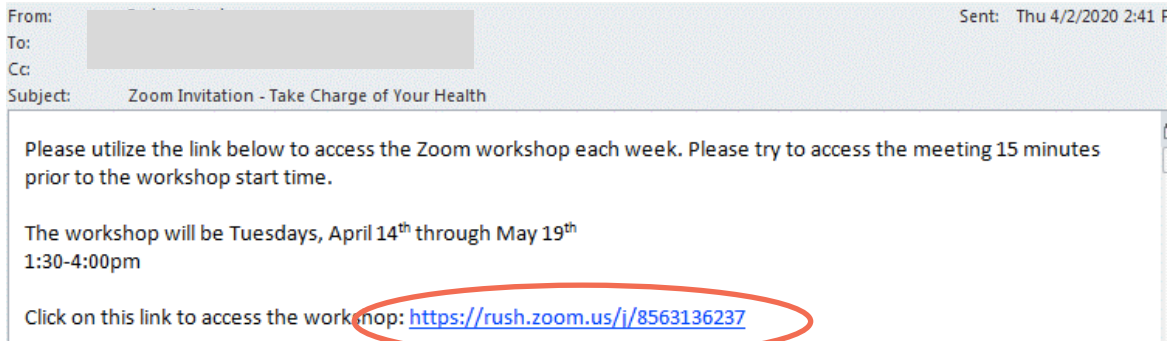 From:
Sent: Thu 4/2/2020 2:41 P
To:
Cc:
Subject: Zoom Invitation - Take Charge of Your Health
Please utilize the link below to access the Zoom workshop each week. Please try to access the meeting 15 minutes
prior to the workshop start time.
The workshop will be Tuesdays, April 14th through May 19th
1:30-4:00pm
Click on this link to access the workshop: https://rush.zoom.us/j/8563136237